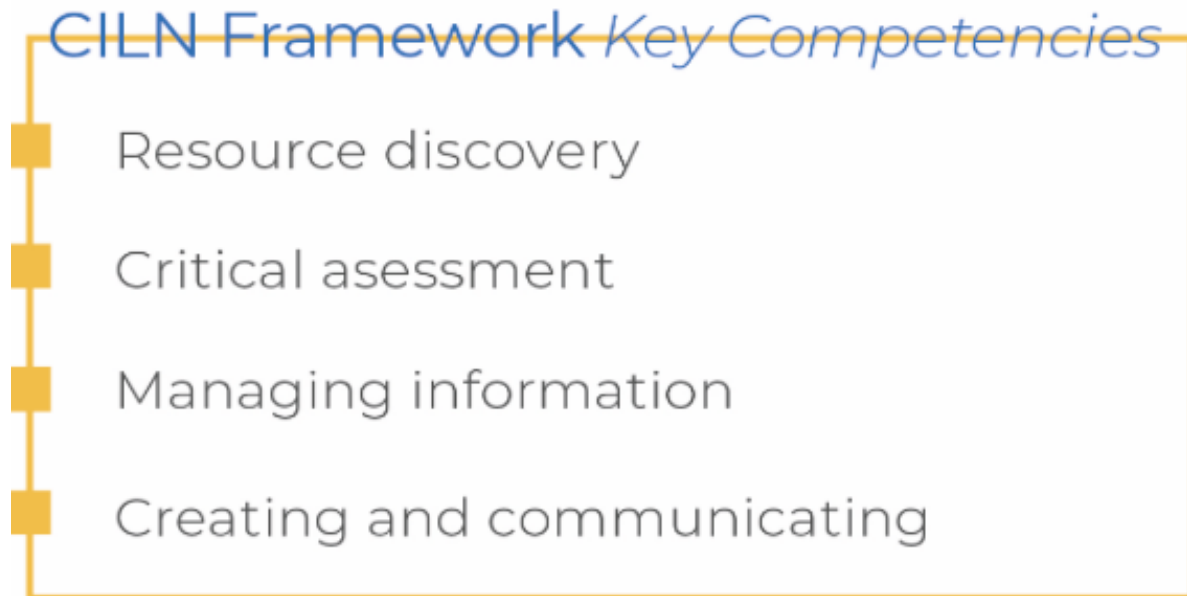 CILN Framework Key Competencies
Resource discovery
Critical asessment
Managing information
Creating and communicating